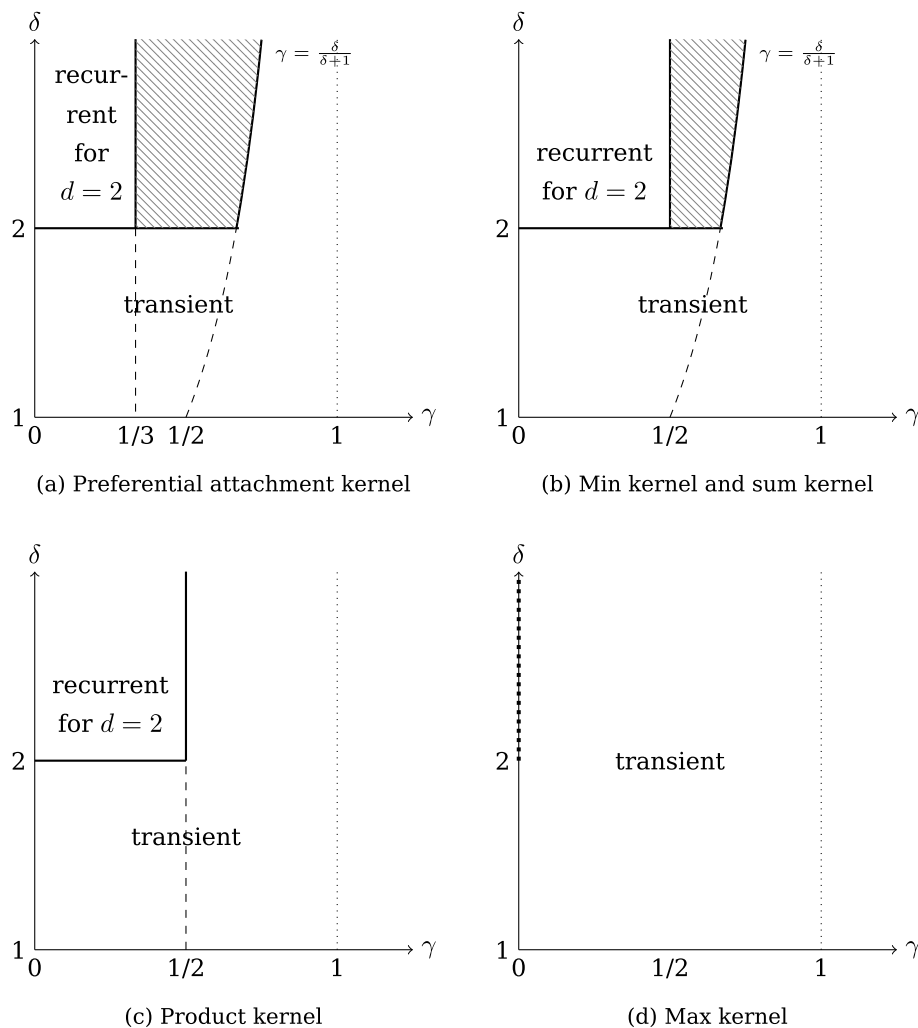 δ
γ = δ/(δ+1)
recur-
rent
for
d = 2
2
transient
1
0
1/3
1/2
1
γ
(a) Preferential attachment kernel
δ
γ = δ/(δ+1)
recurrent
for d = 2
2
transient
1
0
1/2
1
γ
(b) Min kernel and sum kernel
δ
recurrent
for d = 2
2
transient
1
0
1/2
1
γ
(c) Product kernel
δ
2
transient
1
0
1/2
1
γ
(d) Max kernel